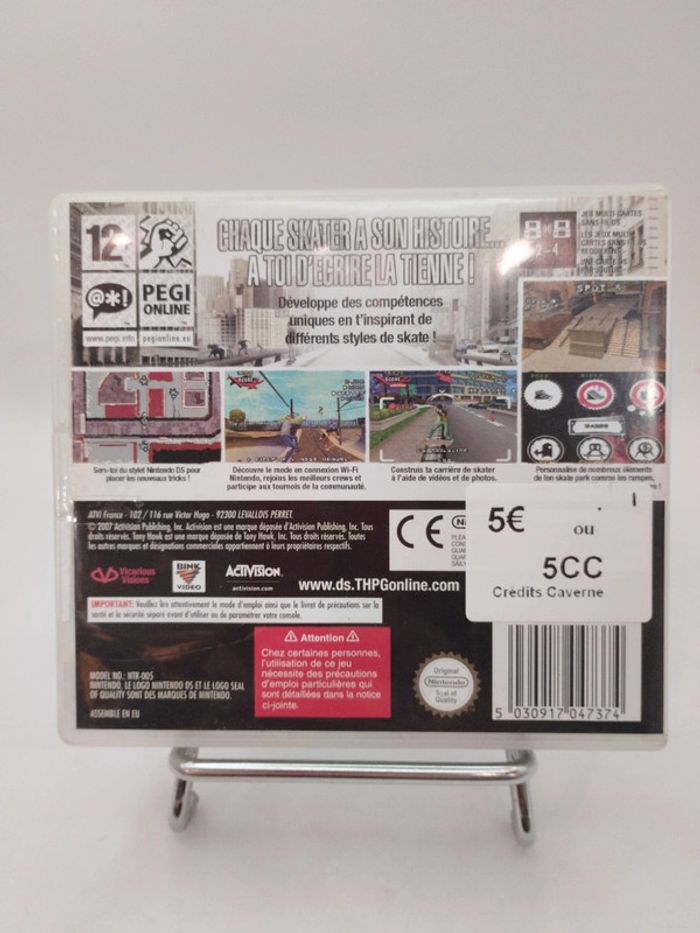 12+
@*!
PEGI
ONLINE
www.pegi.info
pegionline.eu
CHAQUE SKATER A SON HISTOIRE...
A TOI D'ECRIRE LA TIENNE !
Développe des compétences
uniques en t'inspirant de
différents styles de skate !
2-4
JEU MULTI-CARTES
SANS FIL DS
SPOT
Sers-toi du stylet Nintendo DS pour
placer les nouveaux tricks !
Découvre le mode en connexion Wi-Fi
Nintendo, rejoins les meilleurs crews et
participe aux tournois de la communauté.
Construis ta carrière de skater
à l'aide de vidéos et de photos.
Personnalise de nombreux éléments
de ton skate park comme les rampes,
ATVI France - 102 / 116 rue Victor Hugo - 92300 LEVALLOIS PERRET.
© 2007 Activision Publishing, Inc. Activision est une marque déposée d'Activision Publishing, Inc. Tous
droits réservés. Tony Hawk est une marque déposée de Tony Hawk, Inc. Tous droits réservés. Toutes
les autres marques et désignations commerciales appartiennent à leurs propriétaires respectifs.
CE
5€
ou
5CC
Crédits Caverne
Vicarious
Visions
BINK
VIDEO
ACTIVISION
activision.com
www.ds.THPGonline.com
IMPORTANT: Veuillez lire attentivement le mode d'emploi ainsi que le livret de précautions sur la
santé et la sécurité séparé avant d'utiliser ou de paramétrer votre console.
Attention
Chez certaines personnes,
l'utilisation de ce jeu
nécessite des précautions
d'emploi particulières qui
sont détaillées dans la notice
ci-jointe.
MODEL NO.: NTR-005
NINTENDO, LE LOGO NINTENDO DS ET LE LOGO SEAL
OF QUALITY SONT DES MARQUES DE NINTENDO.
ASSEMBLE EN EU
Original
Nintendo
Seal of
Quality
5 030917 047374